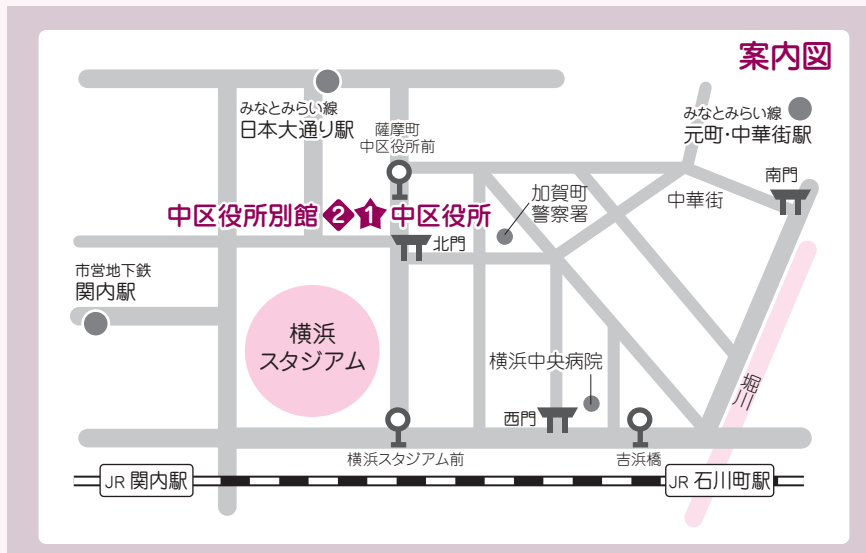 案内図
みなとみらい線
日本大通り駅
薩摩町
中区役所前
みなとみらい線
元町・中華街駅
南門
加賀町
警察署
中華街
中区役所別館 2 1 中区役所
北門
市営地下鉄
関内駅
横浜
スタジアム
横浜中央病院
堀川
西門
横浜スタジアム前
吉浜橋
JR 関内駅
JR 石川町駅